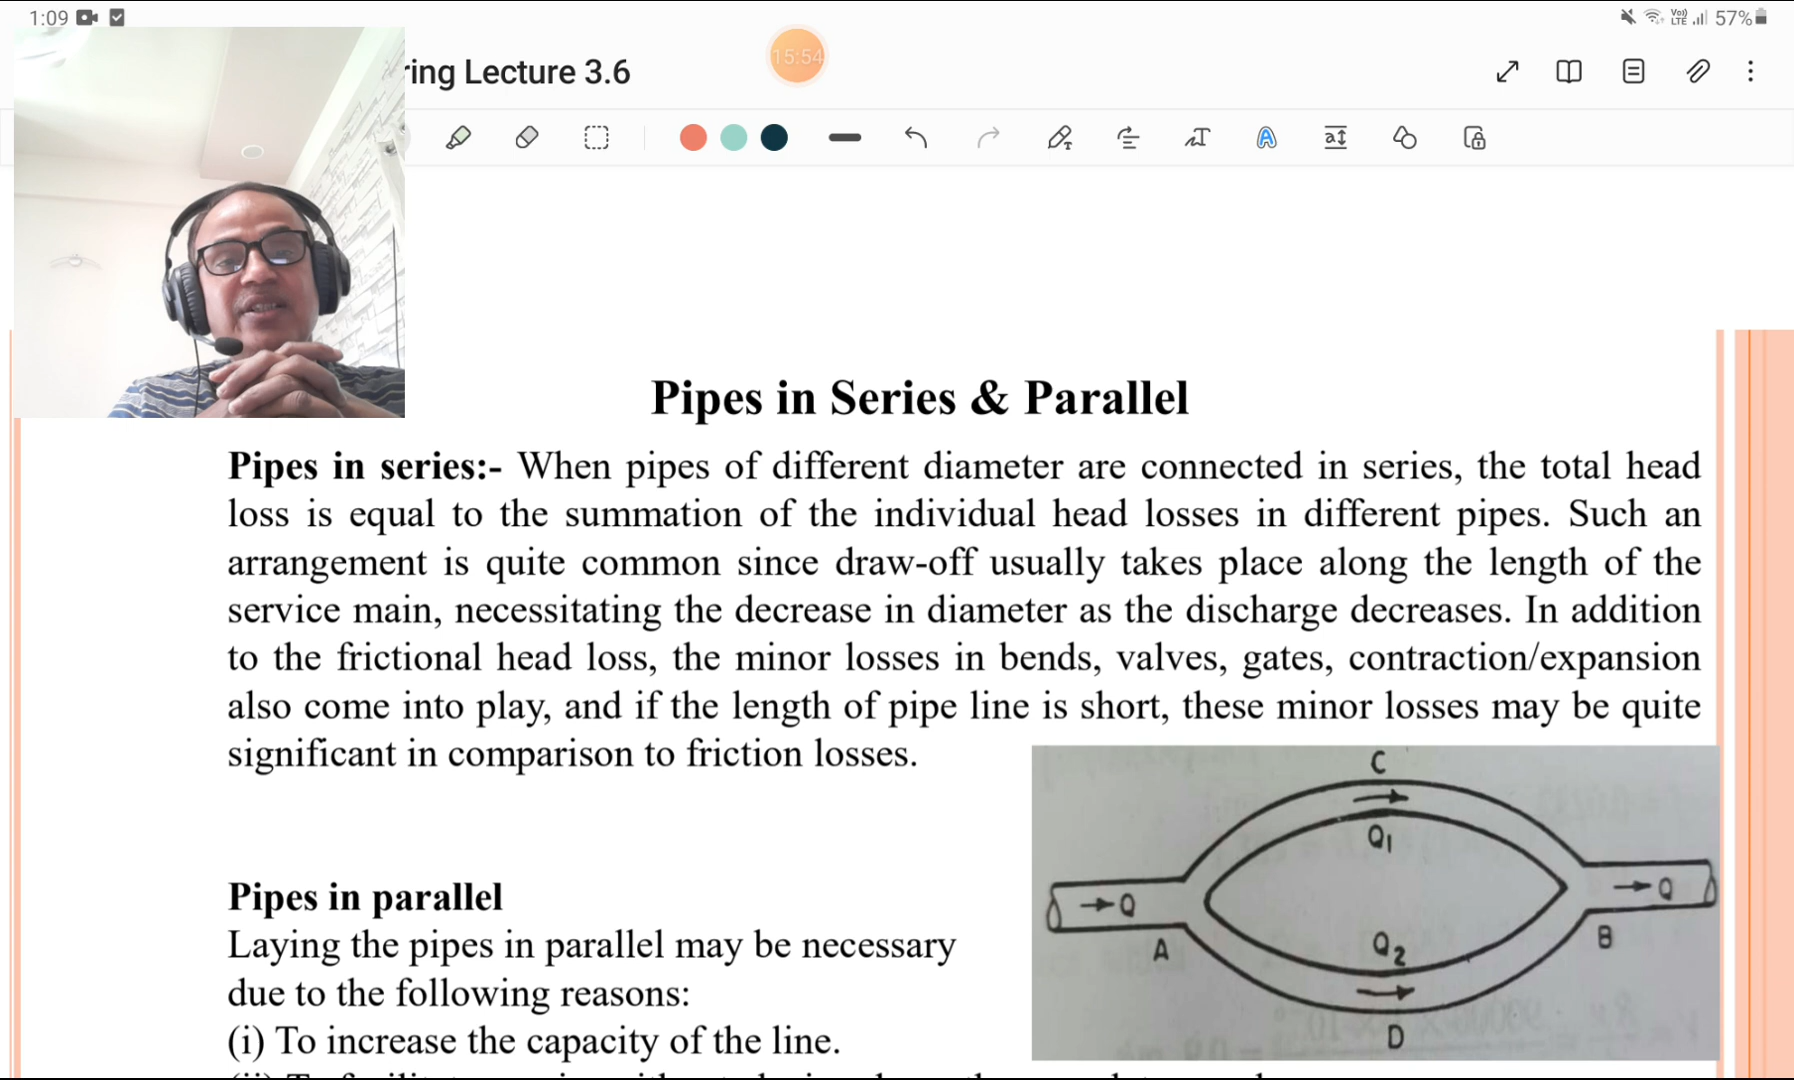 1:09
57%
ring Lecture 3.6
15:54
Pipes in Series & Parallel
Pipes in series:- When pipes of different diameter are connected in series, the total head
loss is equal to the summation of the individual head losses in different pipes. Such an
arrangement is quite common since draw-off usually takes place along the length of the
service main, necessitating the decrease in diameter as the discharge decreases. In addition
to the frictional head loss, the minor losses in bends, valves, gates, contraction/expansion
also come into play, and if the length of pipe line is short, these minor losses may be quite
significant in comparison to friction losses.
C
Q1
Q
Q
A
Q2
B
D
Pipes in parallel
Laying the pipes in parallel may be necessary
due to the following reasons:
(i) To increase the capacity of the line.